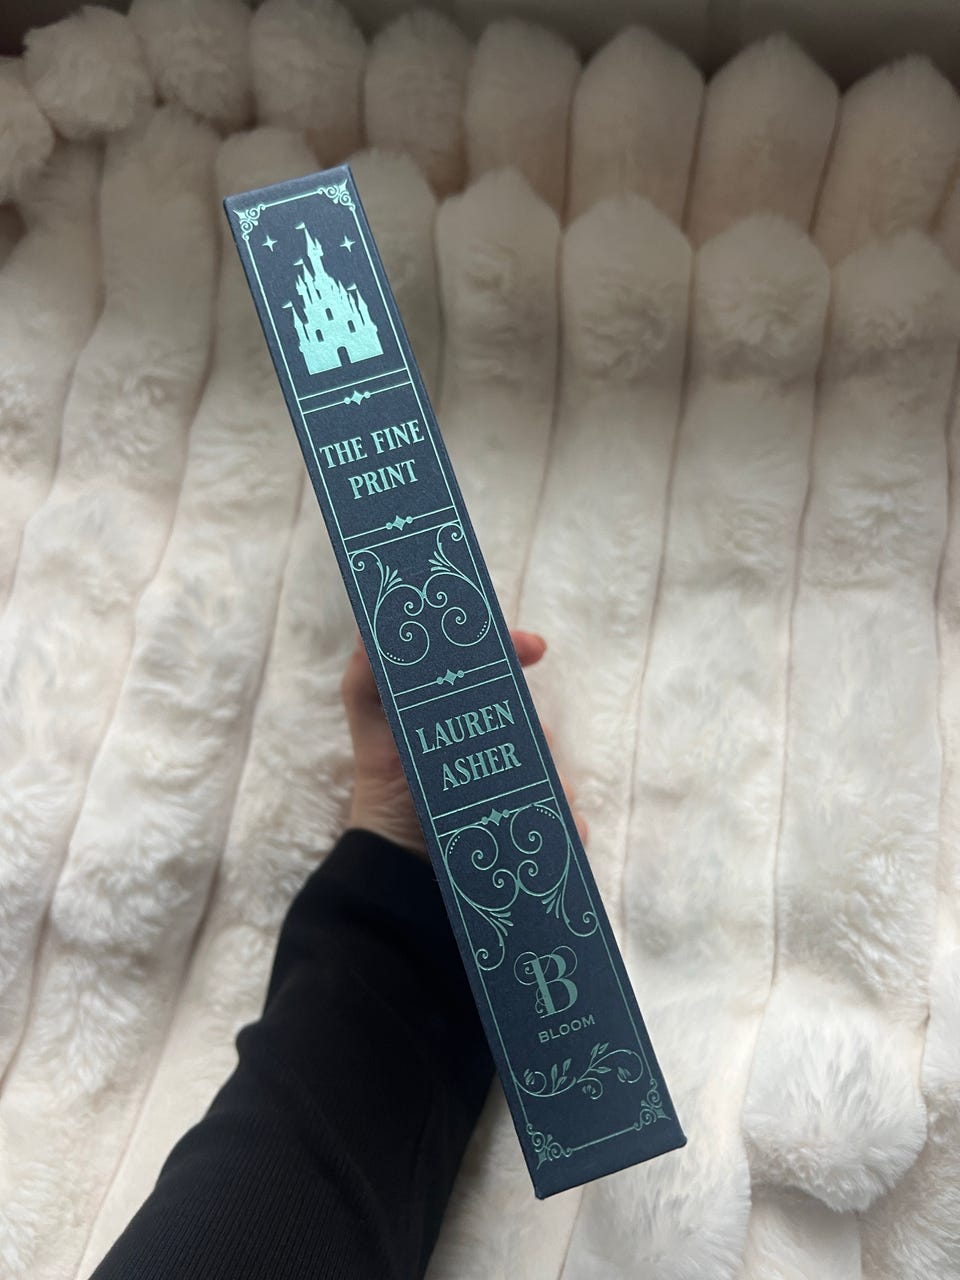 THE FINE
PRINT
LAUREN
ASHER
B
BLOOM